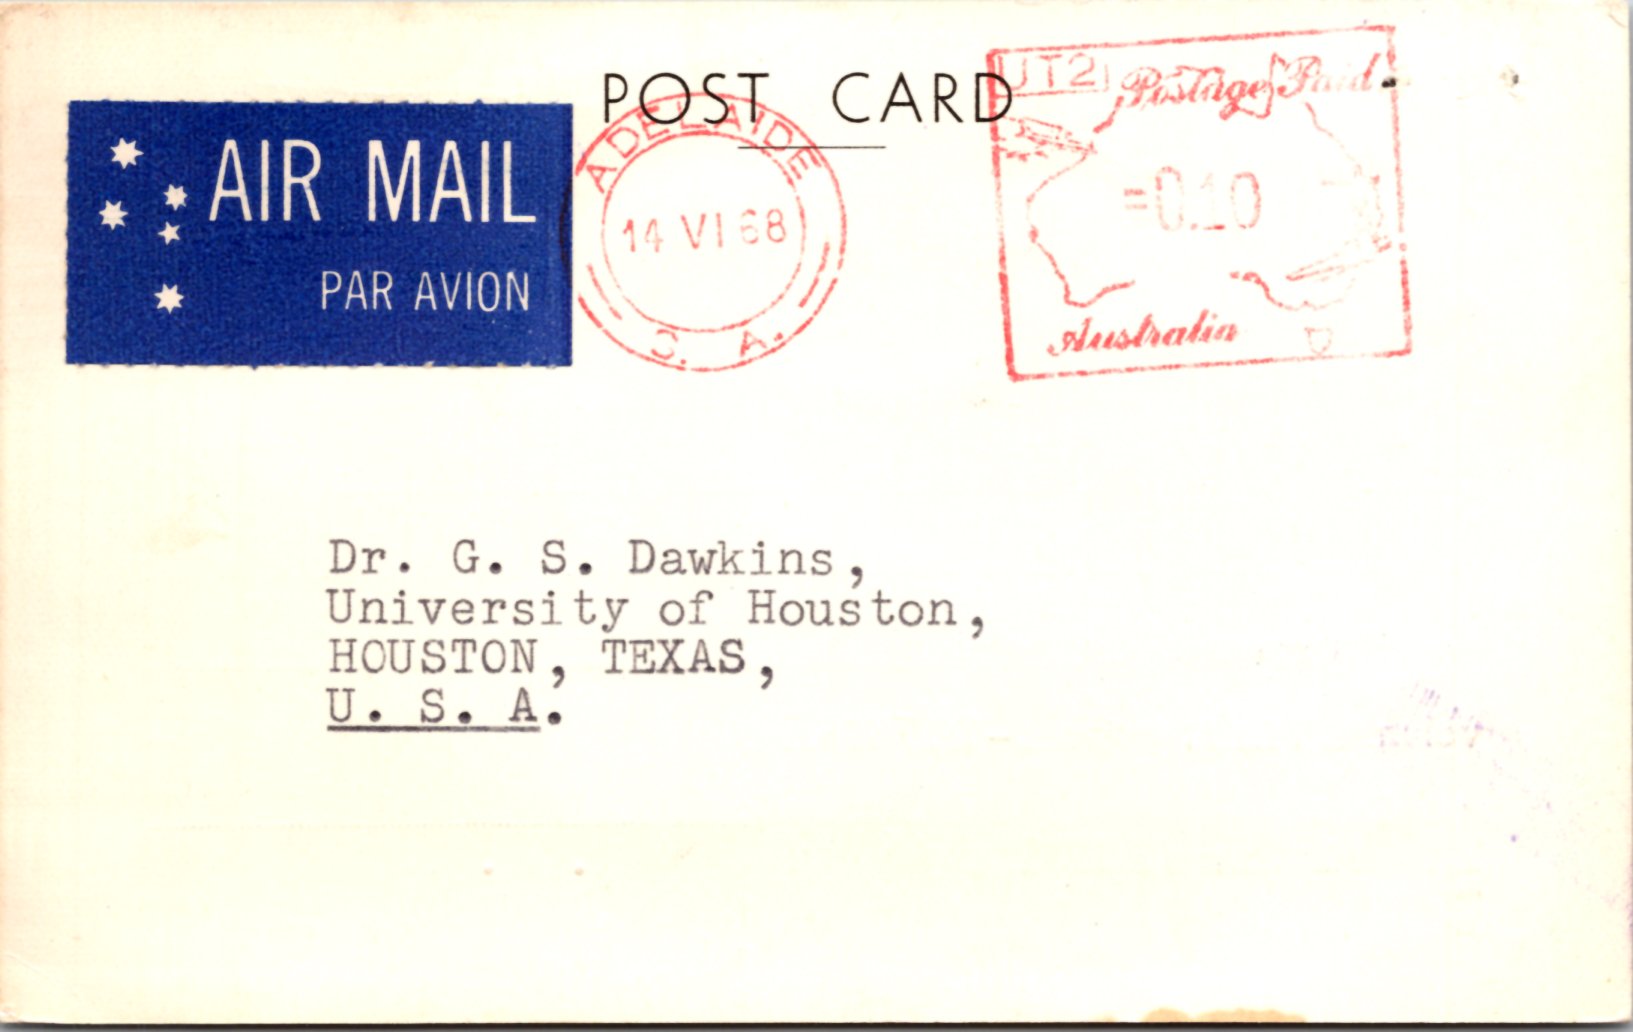 POST CARD
AIR MAIL
PAR AVION
ADELAIDE
14 VI 68
S. A.
UT2
Postage Paid
=0.10
Australia
Dr. G. S. Dawkins,
University of Houston,
HOUSTON, TEXAS,
U. S. A.